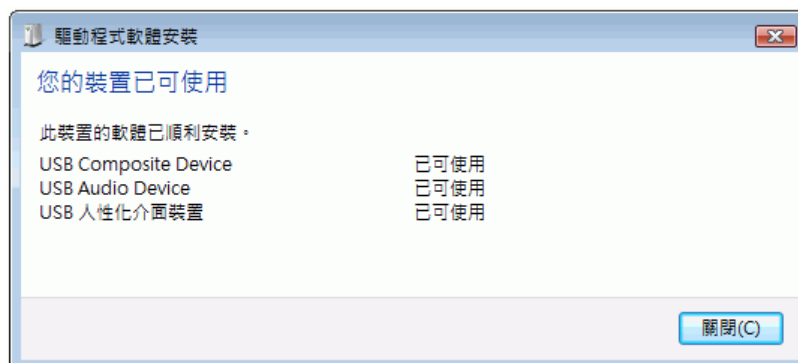 驅動程式軟體安裝
您的裝置已可使用
此裝置的軟體已順利安裝。
USB Composite Device 已可使用
USB Audio Device 已可使用
USB 人性化介面裝置 已可使用
關閉(C)